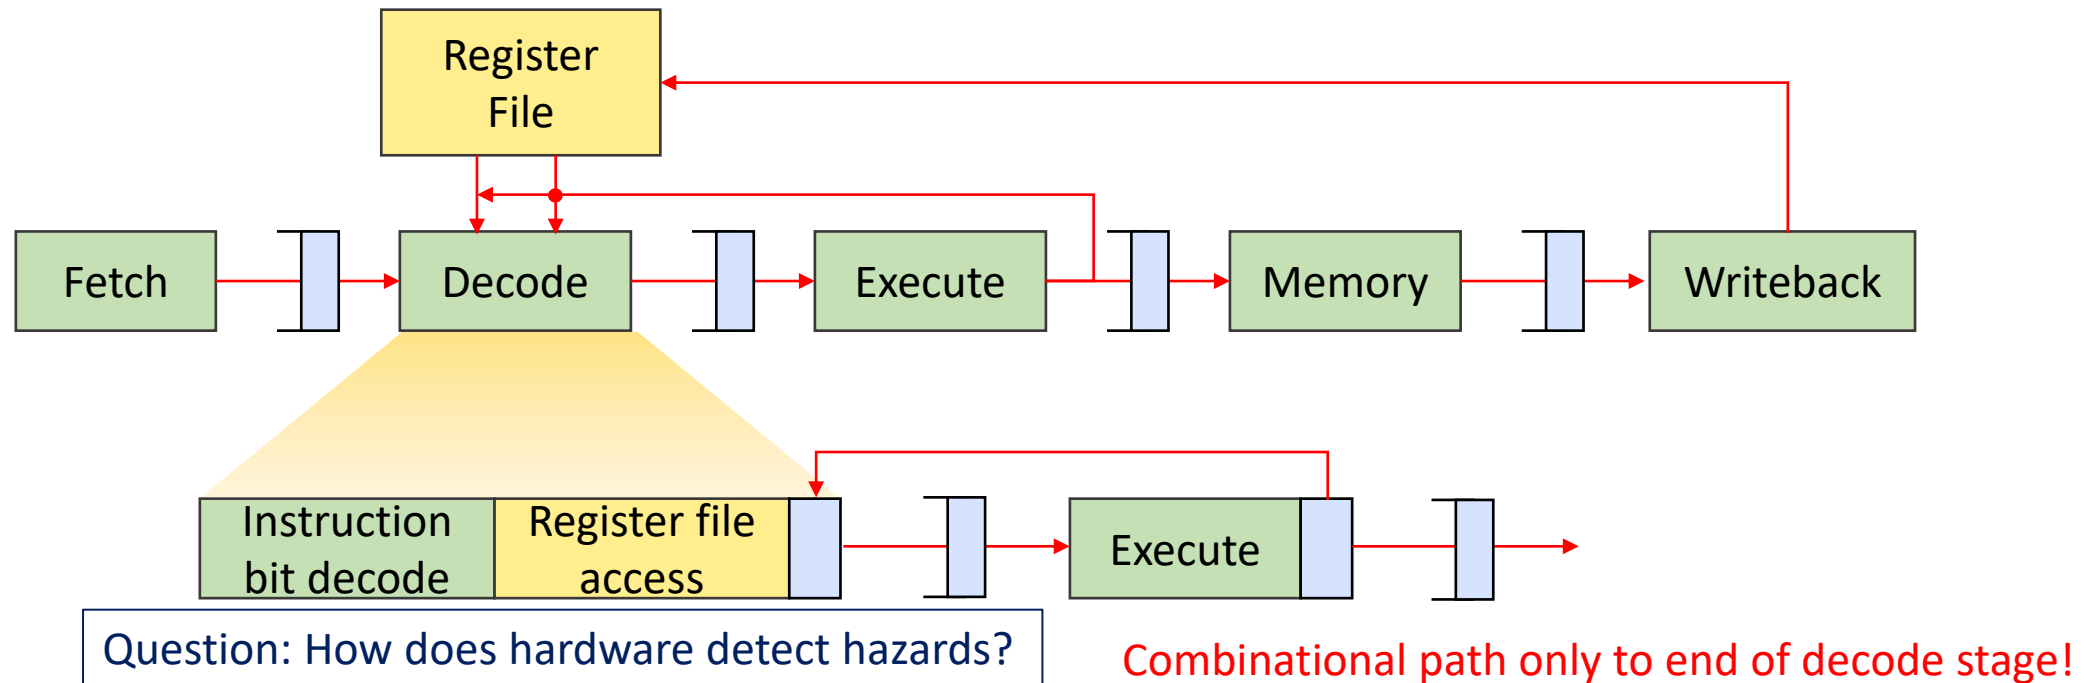 Register
File
Fetch
Decode
Execute
Memory
Writeback
Instruction
bit decode
Register file
access
Execute
Question: How does hardware detect hazards?
Combinational path only to end of decode stage!